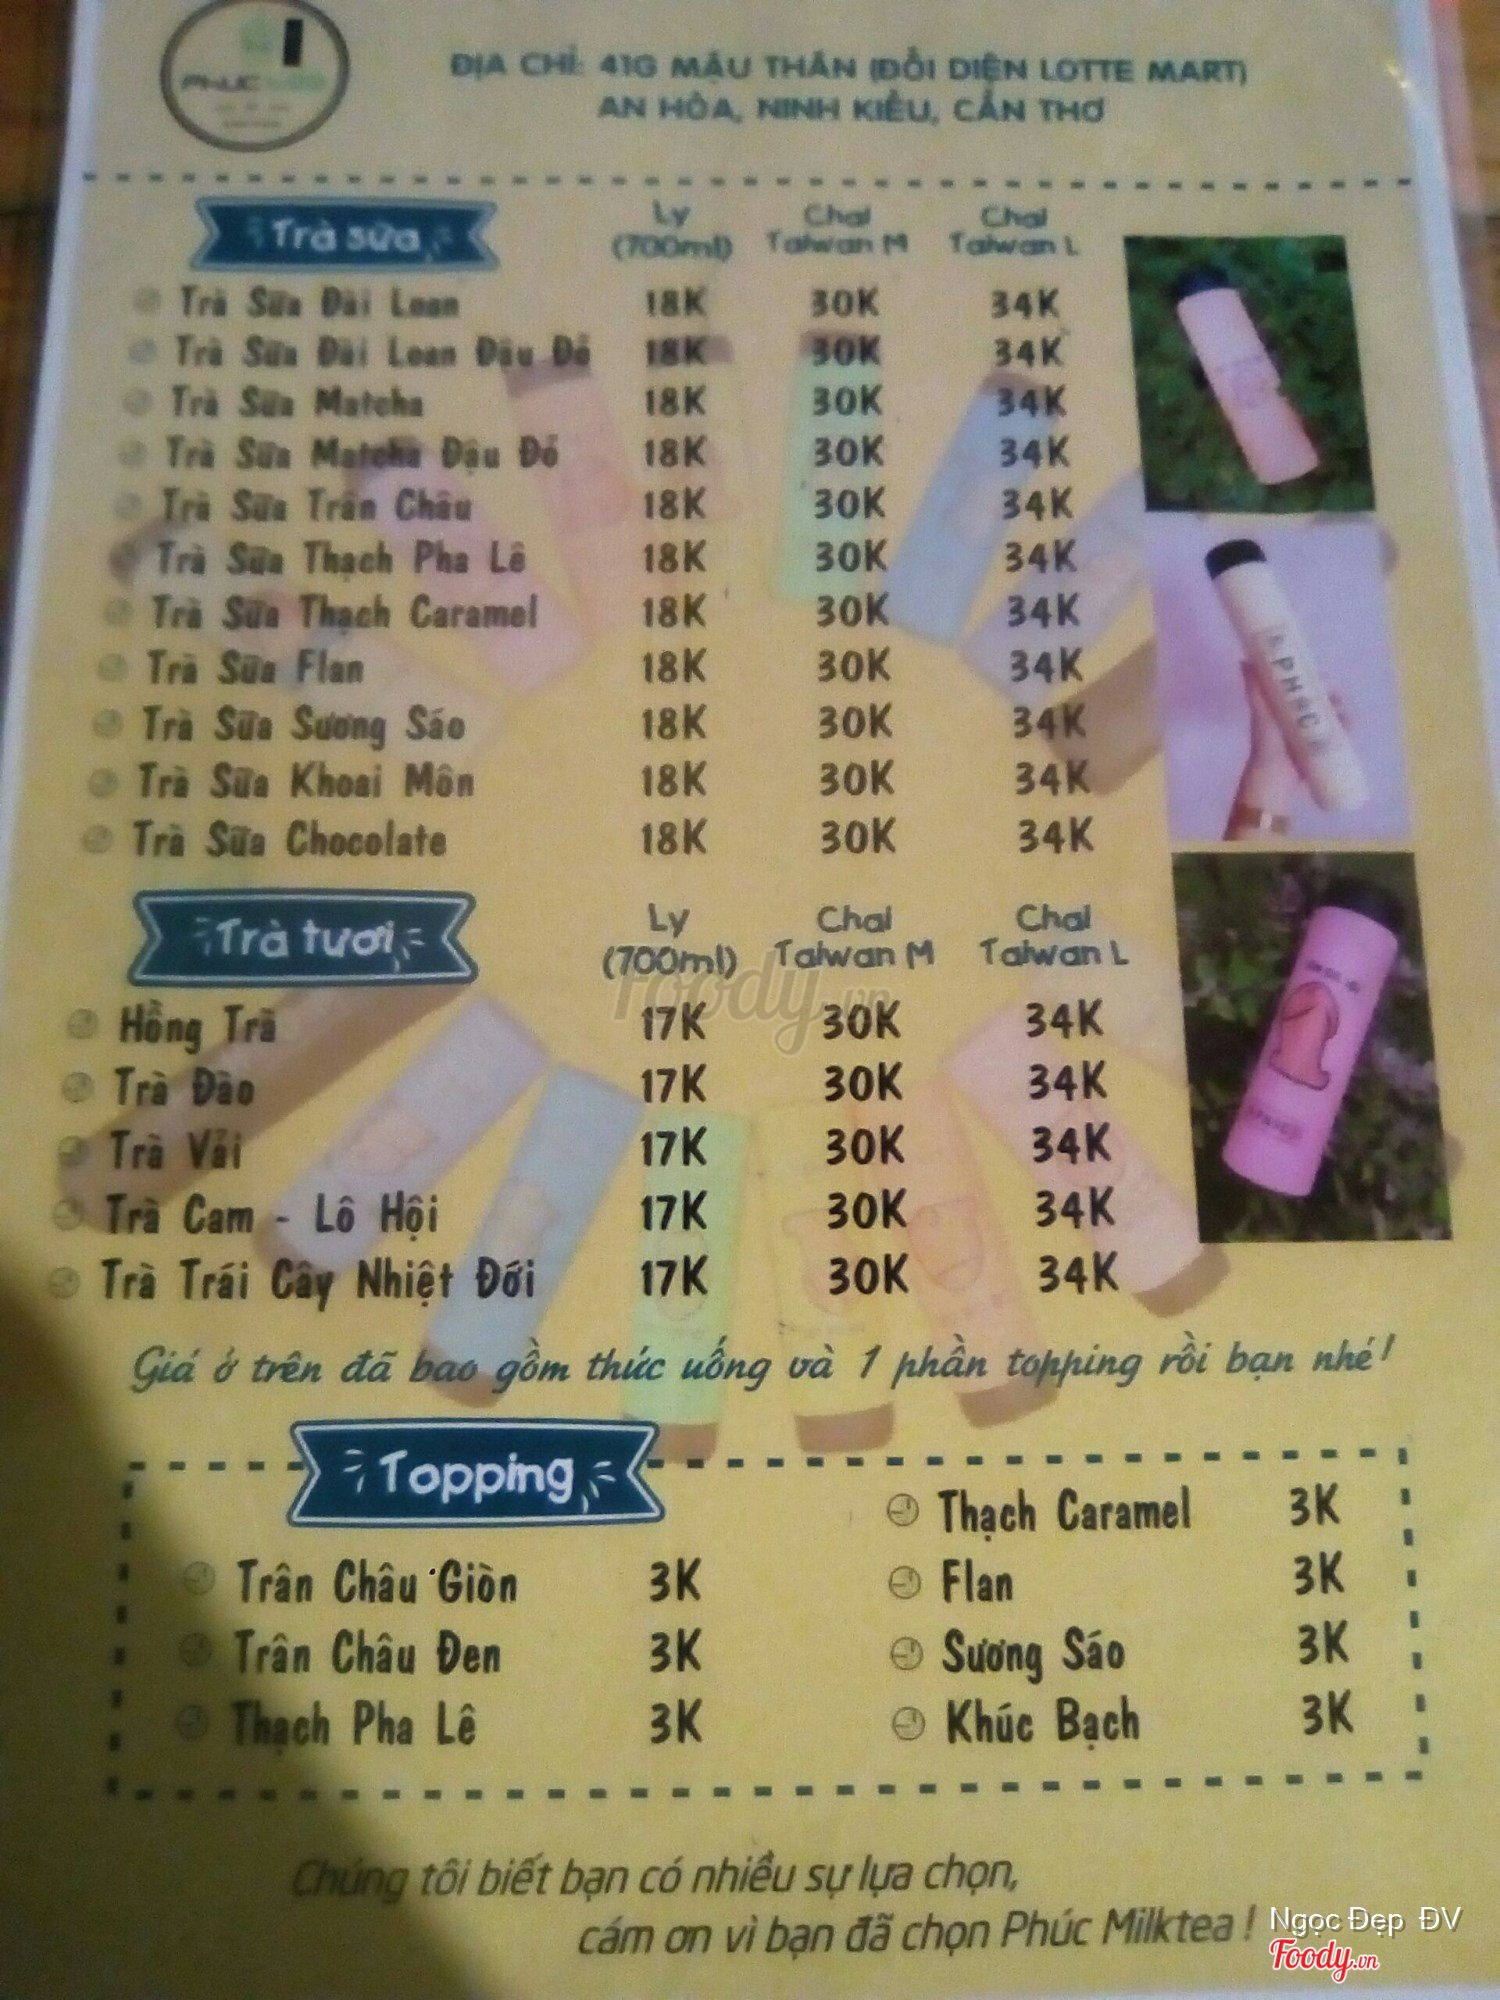 PHÚC
ĐỊA CHỈ: 41G MẬU THÂN (ĐỐI DIỆN LOTTE MART)
AN HÒA, NINH KIỀU, CẦN THƠ
Trà sữa Ly (700ml) Chai Taiwan M Chai Taiwan L
Trà Sữa Đài Loan 18K 30K 34K
Trà Sữa Đài Loan Đậu Đỏ 18K 30K 34K
Trà Sữa Matcha 18K 30K 34K
Trà Sữa Matcha Đậu Đỏ 18K 30K 34K
Trà Sữa Trân Châu 18K 30K 34K
Trà Sữa Thạch Pha Lê 18K 30K 34K
Trà Sữa Thạch Caramel 18K 30K 34K
Trà Sữa Flan 18K 30K 34K
Trà Sữa Sương Sáo 18K 30K 34K
Trà Sữa Khoai Môn 18K 30K 34K
Trà Sữa Chocolate 18K 30K 34K
PHÚC
Trà tươi Ly (700ml) Chai Taiwan M Chai Taiwan L
Hồng Trà 17K 30K 34K
Trà Đào 17K 30K 34K
Trà Vải 17K 30K 34K
Trà Cam - Lô Hội 17K 30K 34K
Trà Trái Cây Nhiệt Đới 17K 30K 34K
Foody.vn
Giá ở trên đã bao gồm thức uống và 1 phần topping rồi bạn nhé!
Topping
Trân Châu Giòn 3K
Trân Châu Đen 3K
Thạch Pha Lê 3K
Thạch Caramel 3K
Flan 3K
Sương Sáo 3K
Khúc Bạch 3K
Chúng tôi biết bạn có nhiều sự lựa chọn,
cám ơn vì bạn đã chọn Phúc Milktea!
Ngọc Đẹp ĐV
Foody.vn